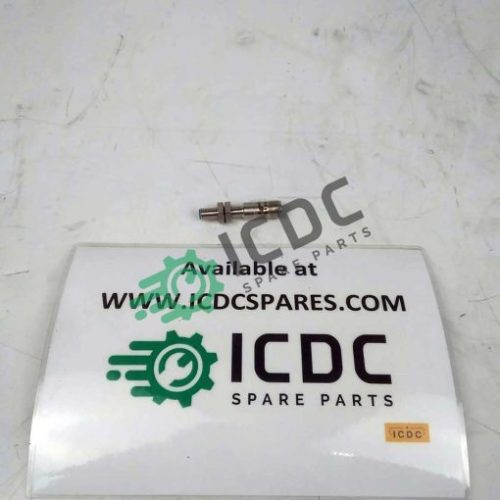 ICDC
SPARE PARTS
Available at
WWW.ICDCSPARES.COM
ICDC
SPARE PARTS
ICDC